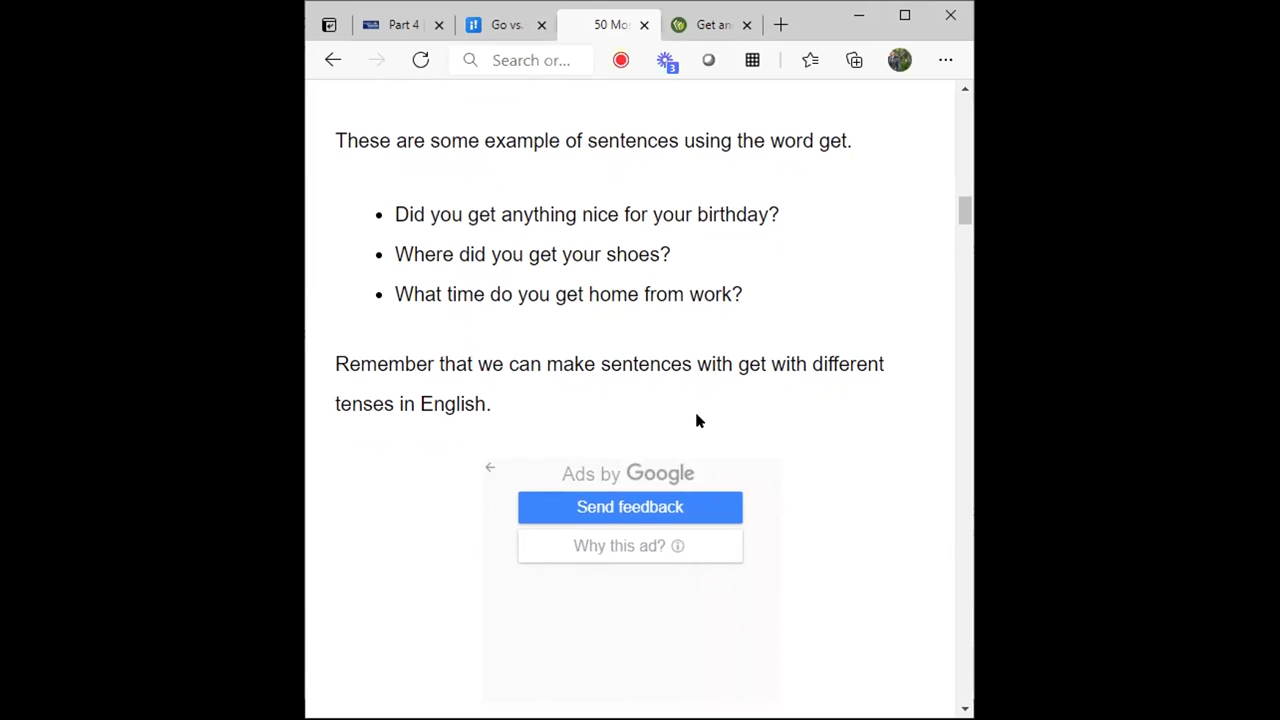 Part 4
Go vs.
50 Mo
Get an
Search or...
3
These are some example of sentences using the word get.
Did you get anything nice for your birthday?
Where did you get your shoes?
What time do you get home from work?
Remember that we can make sentences with get with different
tenses in English.
Ads by Google
Send feedback
Why this ad?